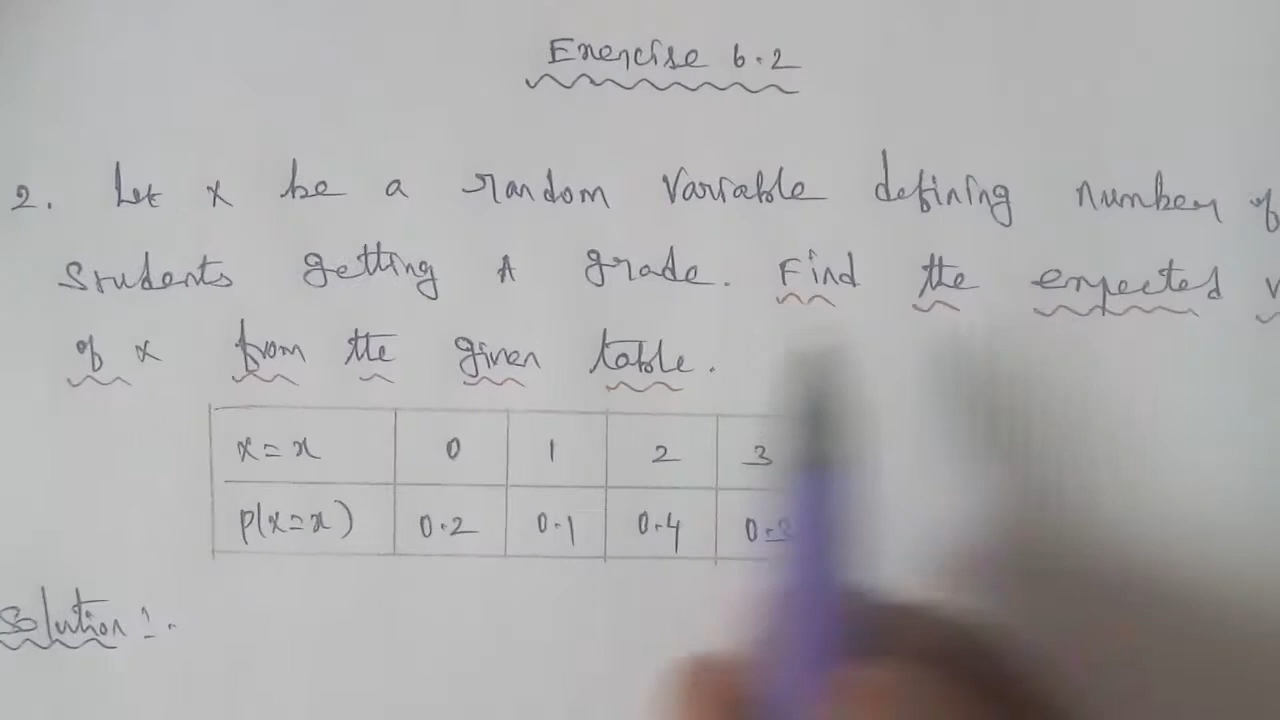 Exercise 6.2
2. Let x be a random variable defining number of
students getting A grade. Find the expected
of x from the given table.
x = x 0 1 2 3
P(x=x) 0.2 0.1 0.4
Solution :.